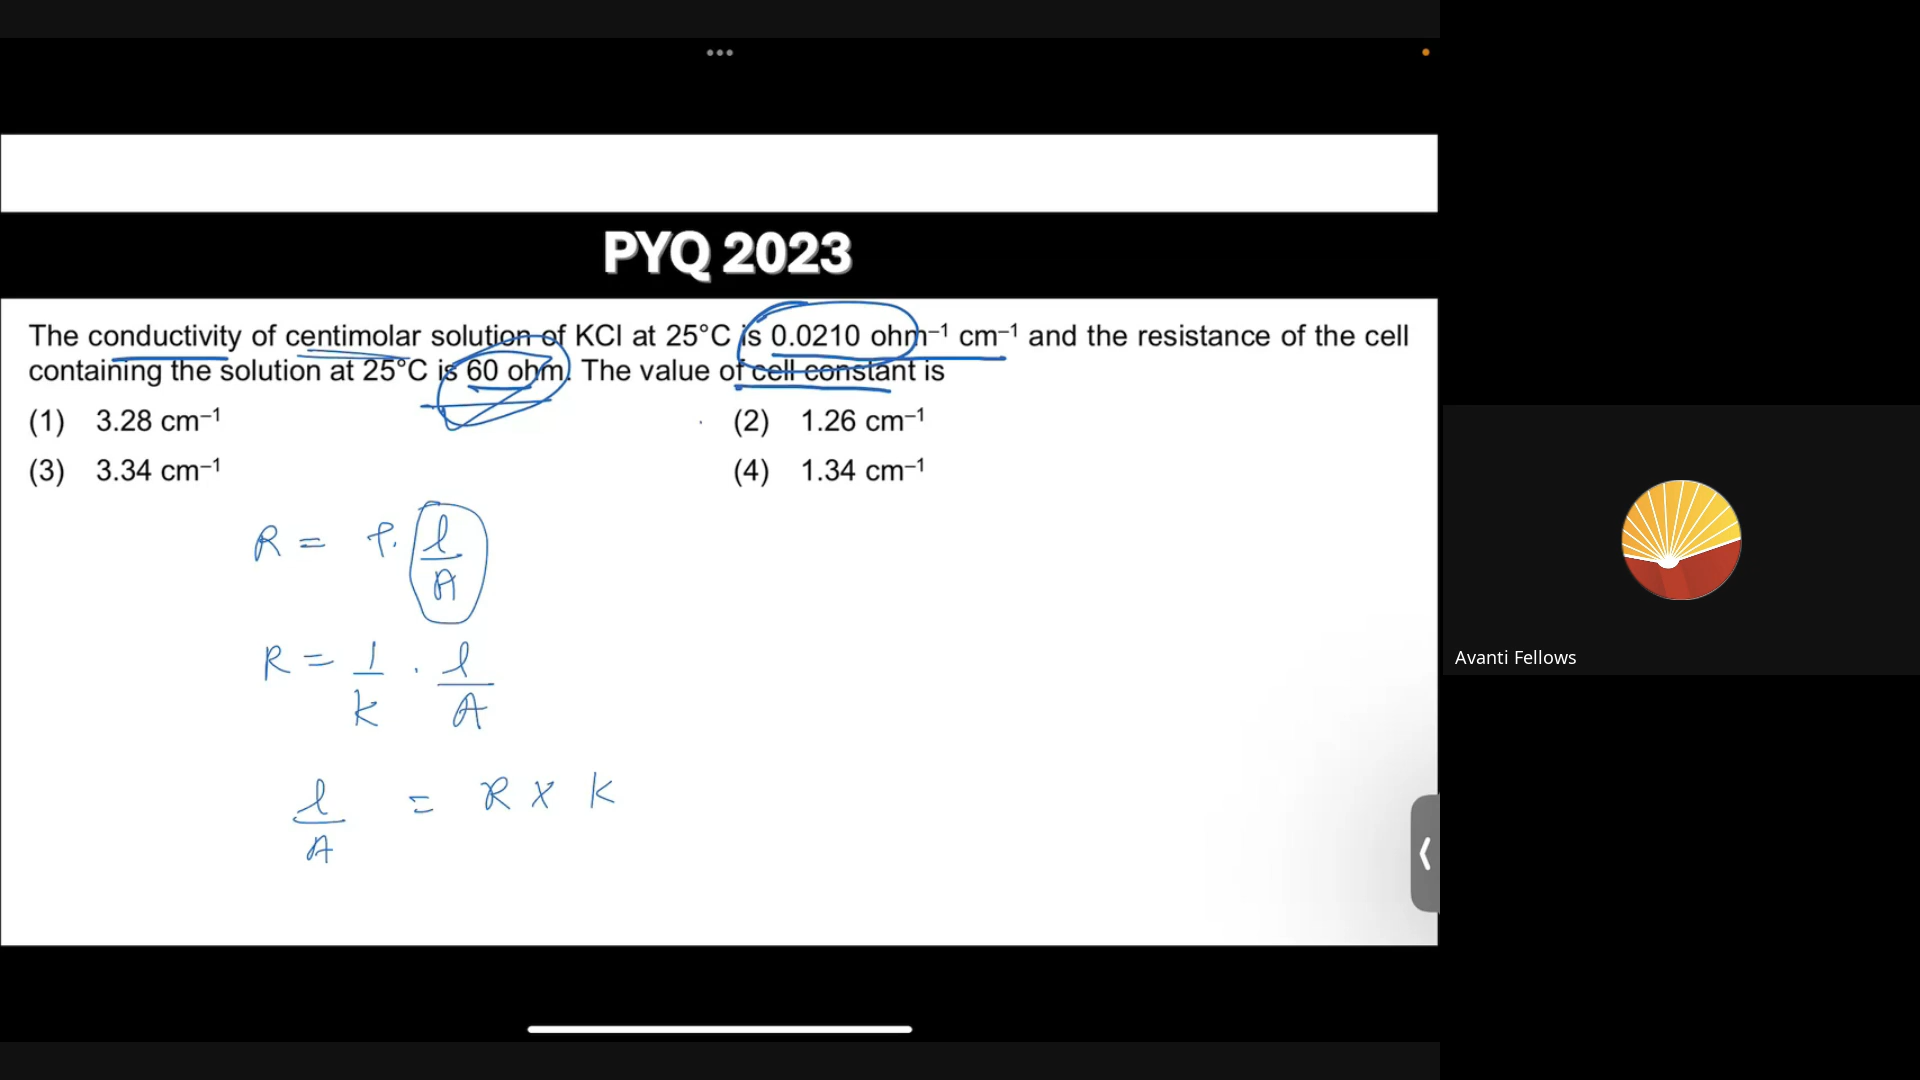 PYQ 2023
The conductivity of centimolar solution of KCl at 25°C is 0.0210 ohm⁻¹ cm⁻¹ and the resistance of the cell
containing the solution at 25°C is 60 ohm. The value of cell constant is
(1) 3.28 cm⁻¹ (2) 1.26 cm⁻¹
(3) 3.34 cm⁻¹ (4) 1.34 cm⁻¹
R = ρ. l/A
R = 1/k . l/A
l/A = R x k
Avanti Fellows